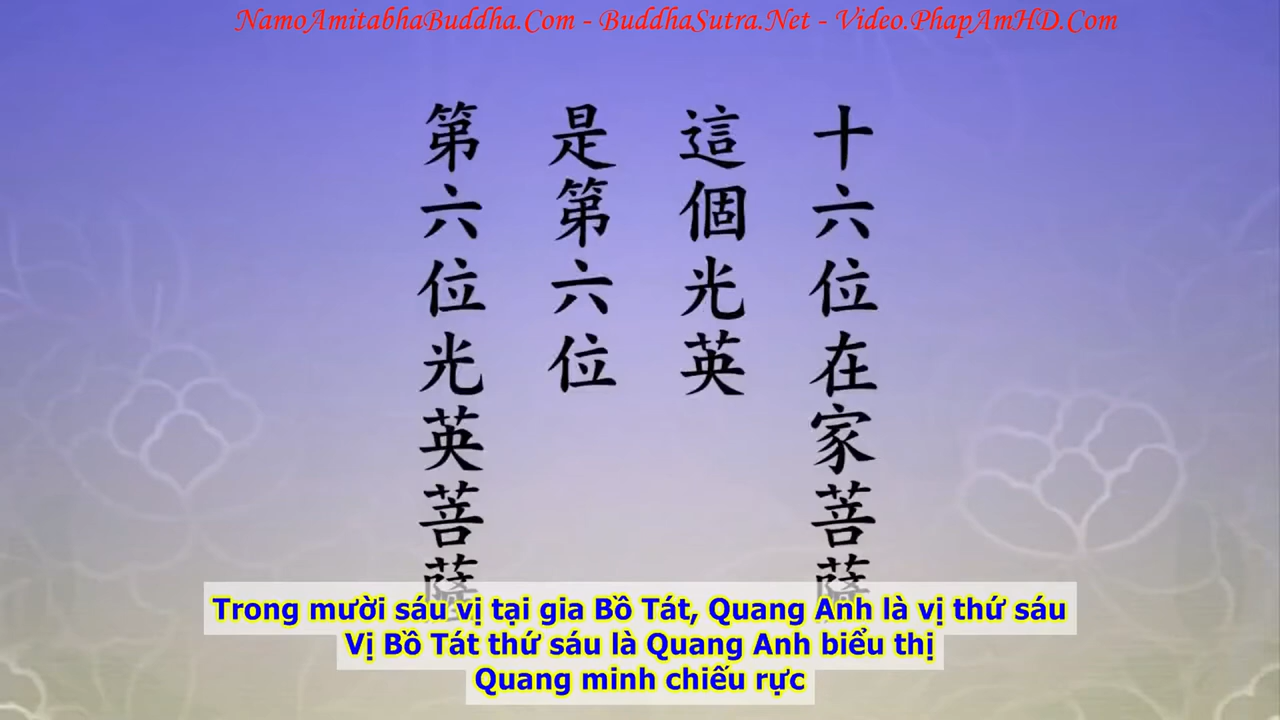 NamoAmitabhaBuddha.Com - BuddhaSutra.Net - Video.PhapAmHD.Com
十六位在家菩薩
這個光英
是第六位
第六位光英菩薩
Trong mười sáu vị tại gia Bồ Tát, Quang Anh là vị thứ sáu
Vị Bồ Tát thứ sáu là Quang Anh biểu thị
Quang minh chiếu rực